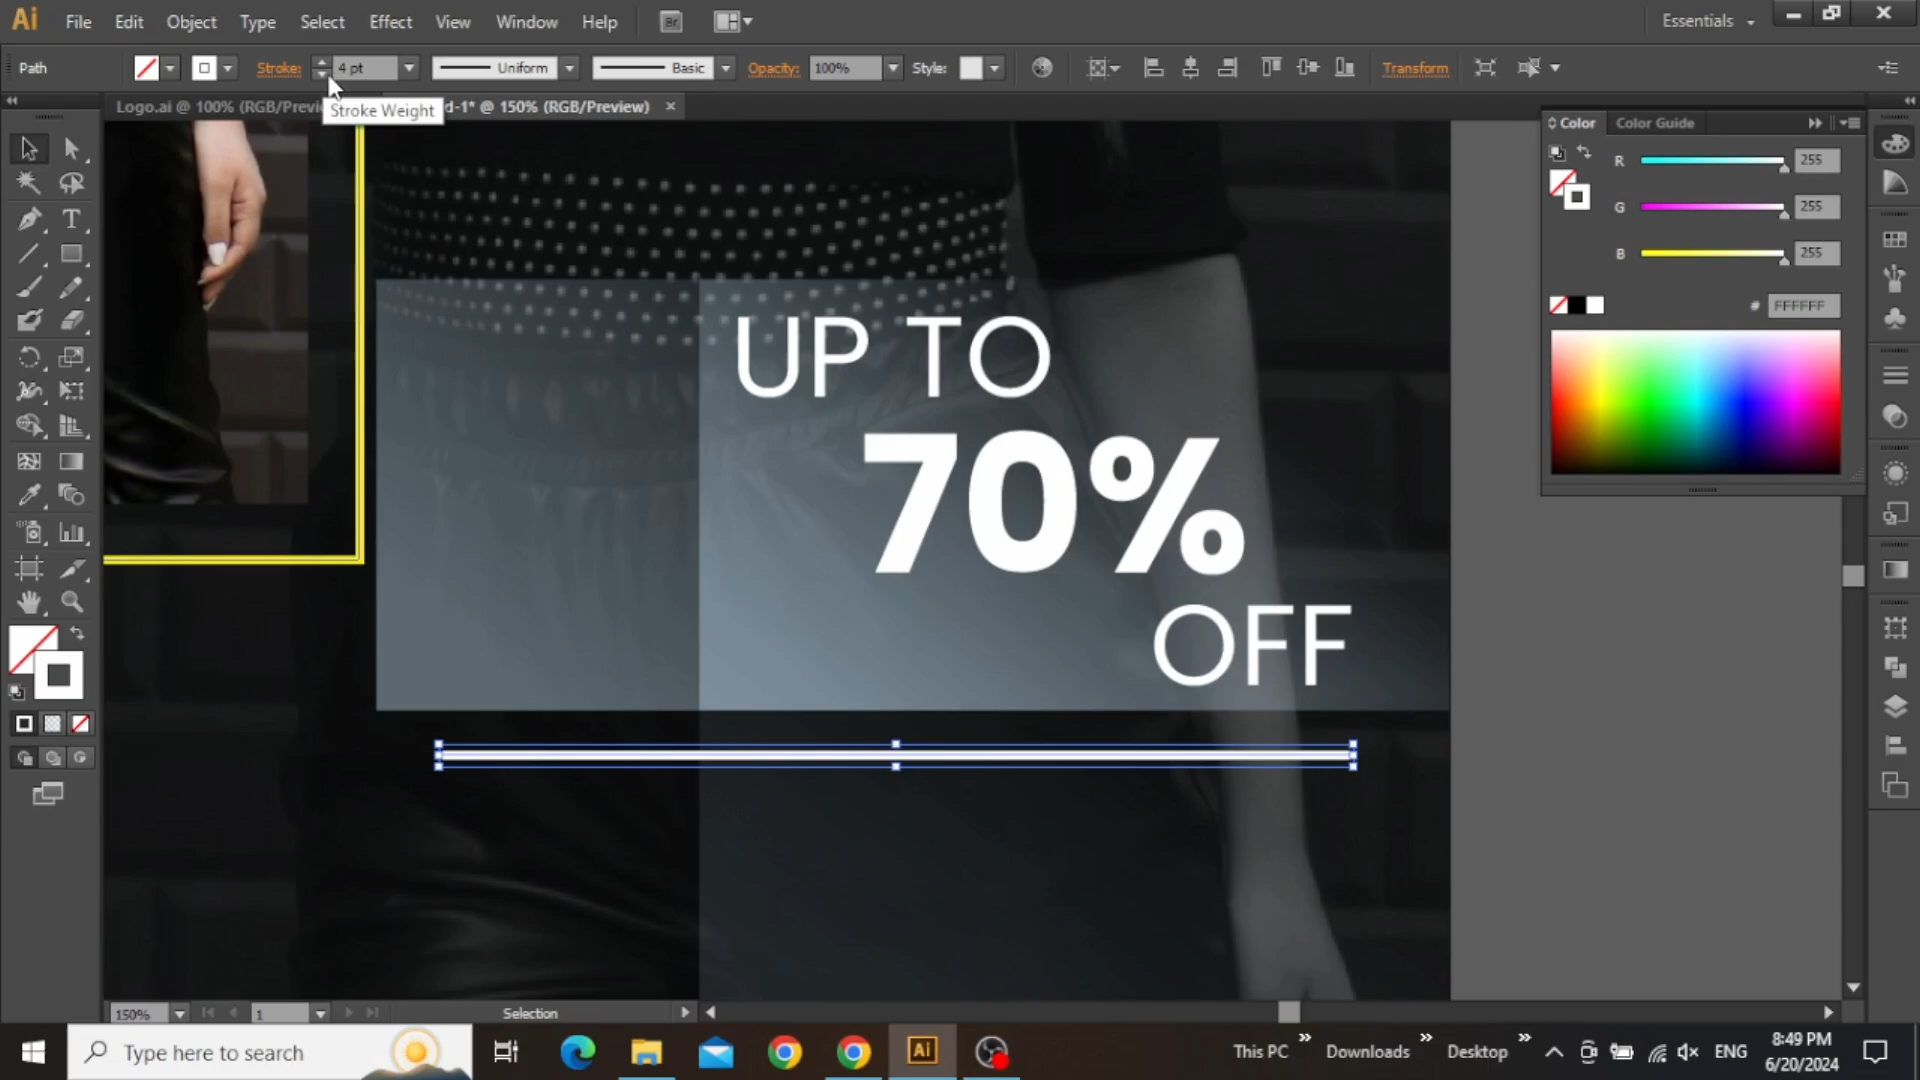 Ai File Edit Object Type Select Effect View Window Help Br Essentials
Path Stroke: 4 pt Uniform Basic Opacity: 100% Style: Transform
Logo.ai @ 100% (RGB/Previ d-1* @ 150% (RGB/Preview)
Stroke Weight
Color Color Guide
R 255
G 255
B 255
# FFFFFF
UP TO
70%
OFF
150% 1 Selection
Type here to search Ai This PC » Downloads » Desktop » ENG
8:49 PM
6/20/2024